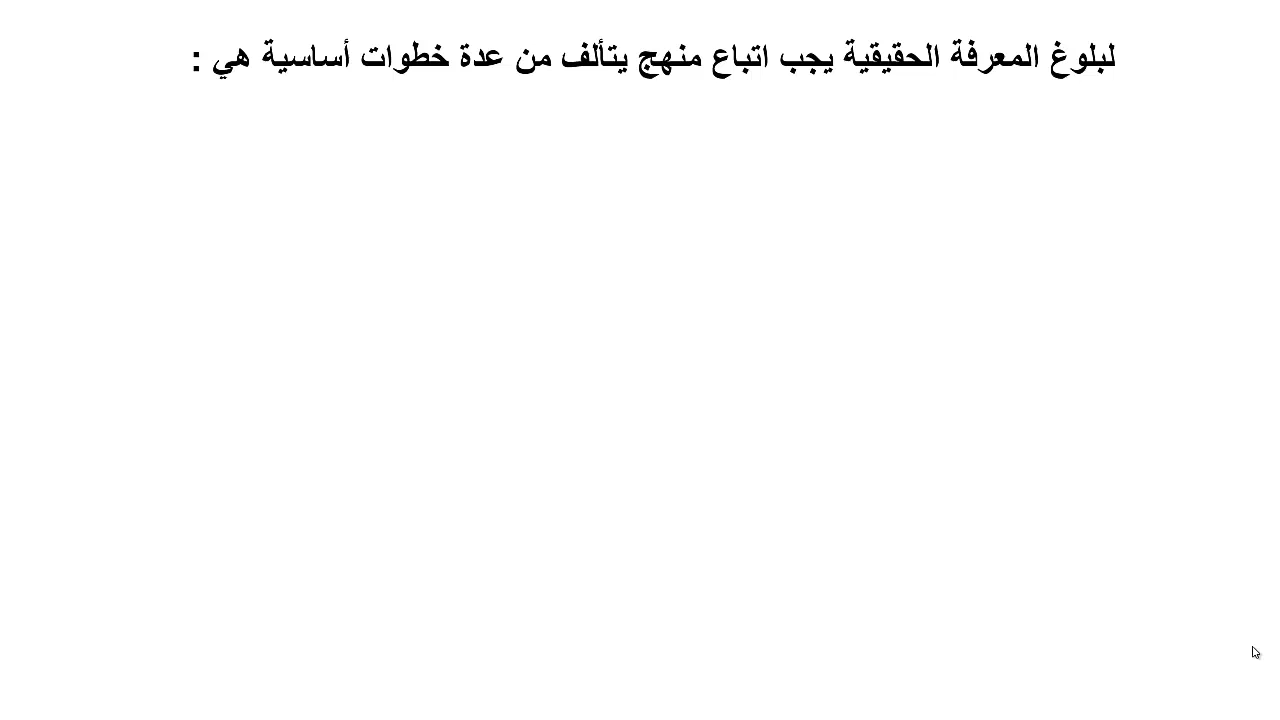 لبلوغ المعرفة الحقيقية يجب اتباع منهج يتألف من عدة خطوات أساسية هي :